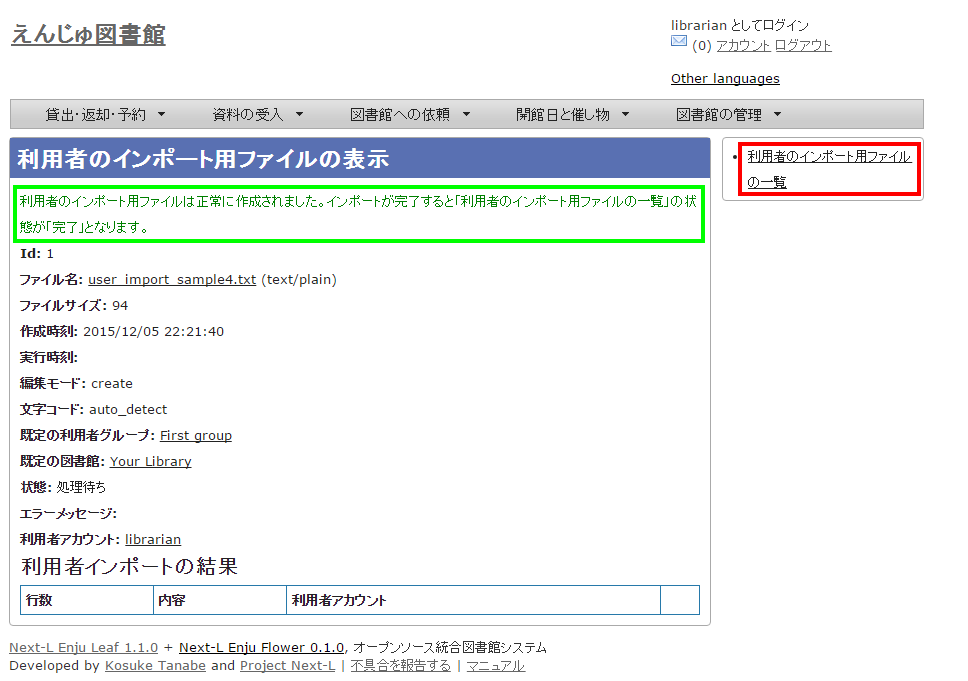 えんじゅ図書館
librarian としてログイン
(0) アカウント ログアウト
Other languages
貸出・返却・予約 ▼ 資料の受入 ▼ 図書館への依頼 ▼ 開館日と催し物 ▼ 図書館の管理 ▼
利用者のインポート用ファイルの表示
利用者のインポート用ファイルは正常に作成されました。インポートが完了すると「利用者のインポート用ファイルの一覧」の状
態が「完了」となります。
Id: 1
ファイル名: user_import_sample4.txt (text/plain)
ファイルサイズ: 94
作成時刻: 2015/12/05 22:21:40
実行時刻:
編集モード: create
文字コード: auto_detect
既定の利用者グループ: First group
既定の図書館: Your Library
状態: 処理待ち
エラーメッセージ:
利用者アカウント: librarian
利用者インポートの結果
行数 内容 利用者アカウント
• 利用者のインポート用ファイル
の一覧
Next-L Enju Leaf 1.1.0 + Next-L Enju Flower 0.1.0, オープンソース統合図書館システム
Developed by Kosuke Tanabe and Project Next-L | 不具合を報告する | マニュアル